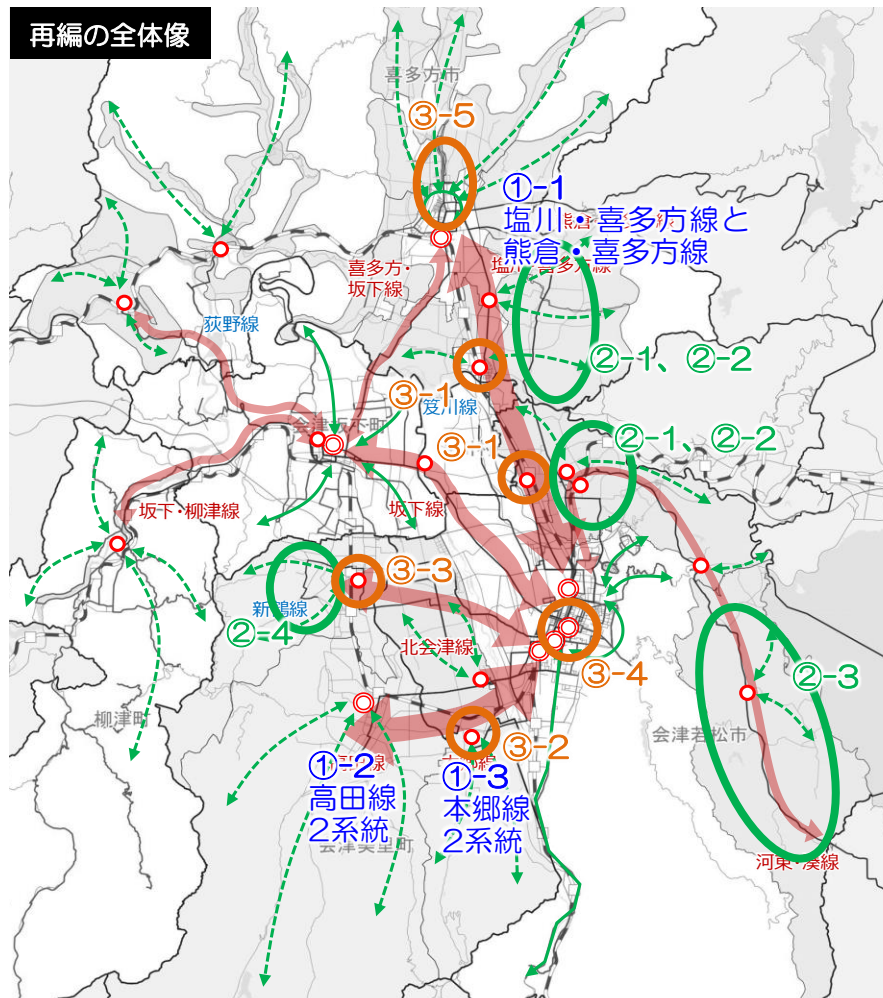 再編の全体像
喜多方市
③-5
①-1
塩川・喜多方線と
熊倉・喜多方線
喜多方・
坂下線
荻野線
②-1、②-2
③-1
笈川線
会津坂下町
②-1、②-2
③-1
坂下・柳津線
坂下線
③-3
新鶴線
②-4
北会津線
③-4
②-3
柳津町
会津若松市
③-2
①-2
高田線
2系統
①-3
本郷線
2系統
会津美里町
河東・湊線